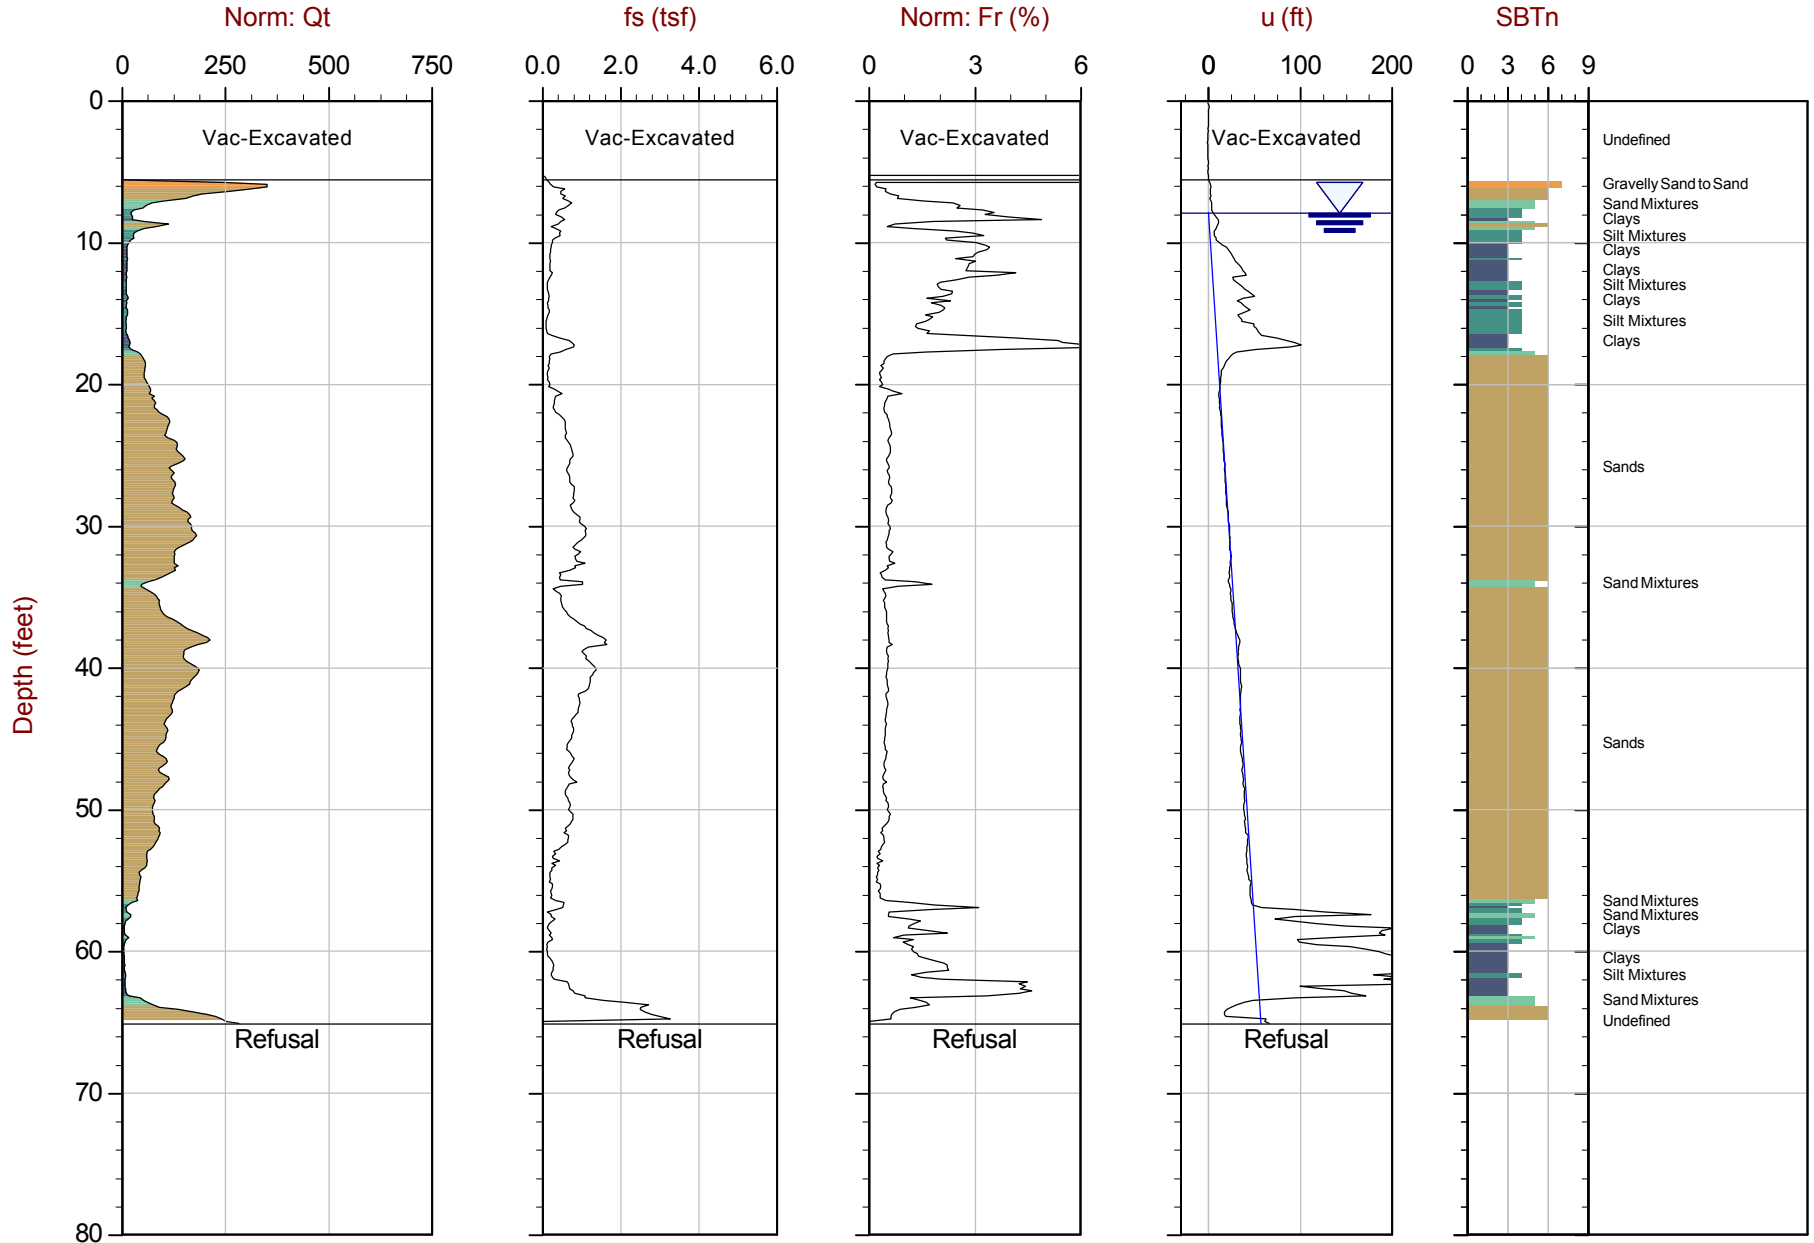 Norm: Qt fs (tsf) Norm: Fr (%) u (ft) SBTn
0 250 500 750 0.0 2.0 4.0 6.0 0 3 6 0 100 200 0 3 6 9
0
Vac-Excavated Vac-Excavated Vac-Excavated Vac-Excavated Undefined
Gravelly Sand to Sand
Sand Mixtures
Clays
Silt Mixtures
10
Clays
Clays
Silt Mixtures
Clays
Silt Mixtures
Clays
20
Sands
30
Sand Mixtures
Depth (feet)
40
Sands
50
Sand Mixtures
Sand Mixtures
Clays
60
Clays
Silt Mixtures
Sand Mixtures
Undefined
Refusal Refusal Refusal Refusal
70
80